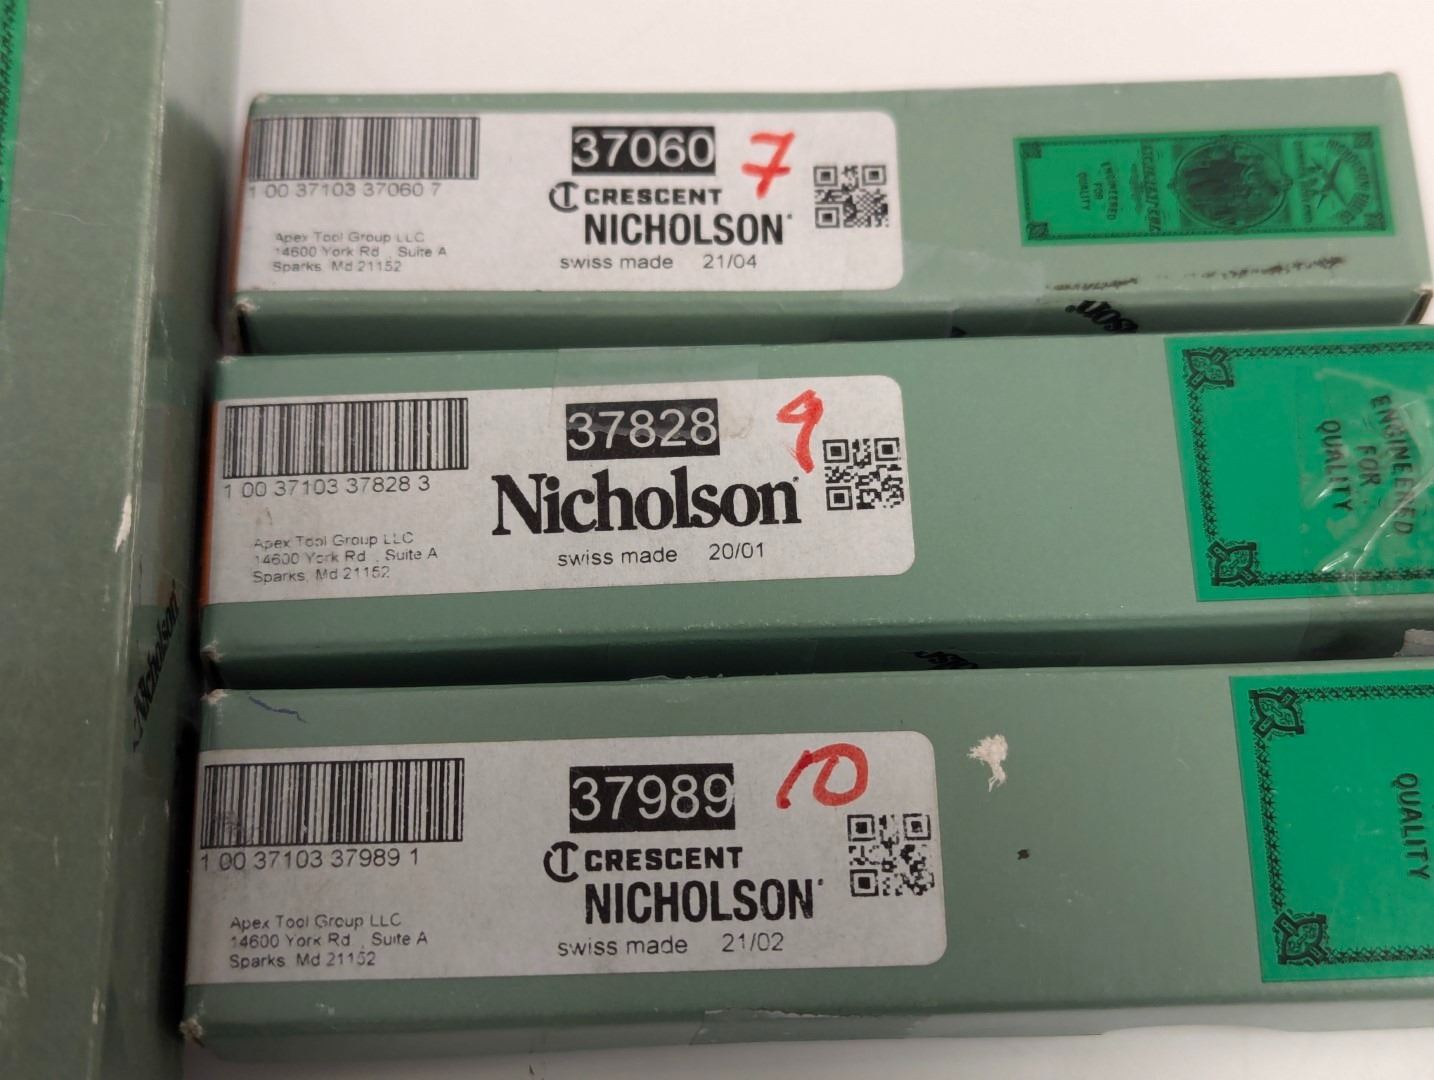 37060 7
1 00 37103 37060 7
CRESCENT
NICHOLSON
Apex Tool Group LLC
14600 York Rd , Suite A
Sparks, Md 21152
swiss made 21/04
ENGINEERED
FOR
QUALITY
son
37828 9
1 00 37103 37828 3
Nicholson
Apex Tool Group LLC
14600 York Rd , Suite A
Sparks, Md 21152
swiss made 20/01
ENGINEERED
FOR
QUALITY
Nicholson
37989 10
1 00 37103 37989 1
CRESCENT
NICHOLSON
Apex Tool Group LLC
14600 York Rd , Suite A
Sparks, Md 21152
swiss made 21/02
QUALITY